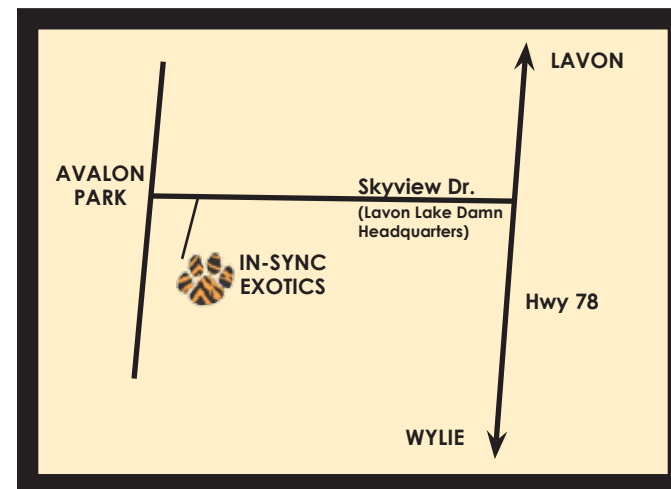 LAVON
AVALON
PARK
Skyview Dr.
(Lavon Lake Damn
Headquarters)
IN-SYNC
EXOTICS
Hwy 78
WYLIE